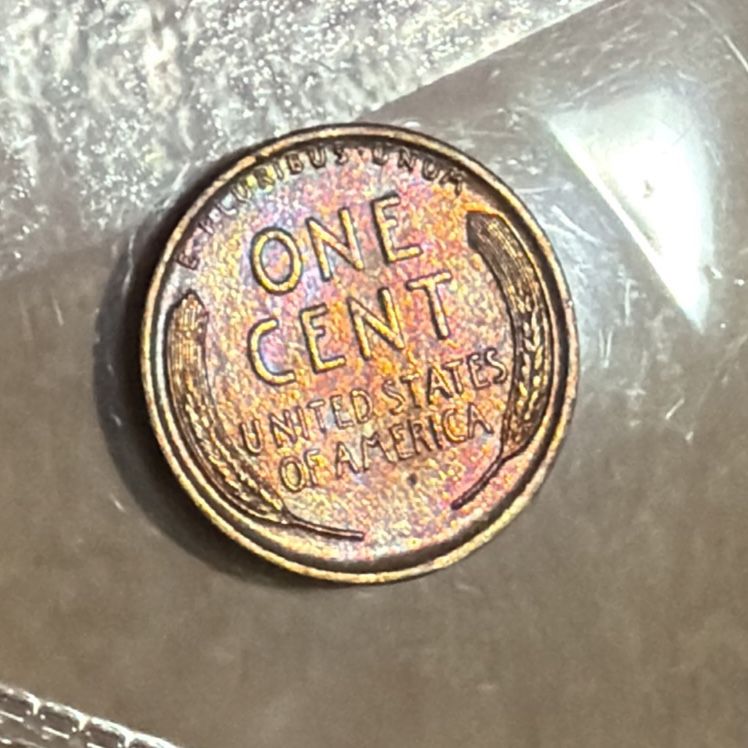 E·PLURIBUS·UNUM
ONE
CENT
UNITED STATES
OF AMERICA